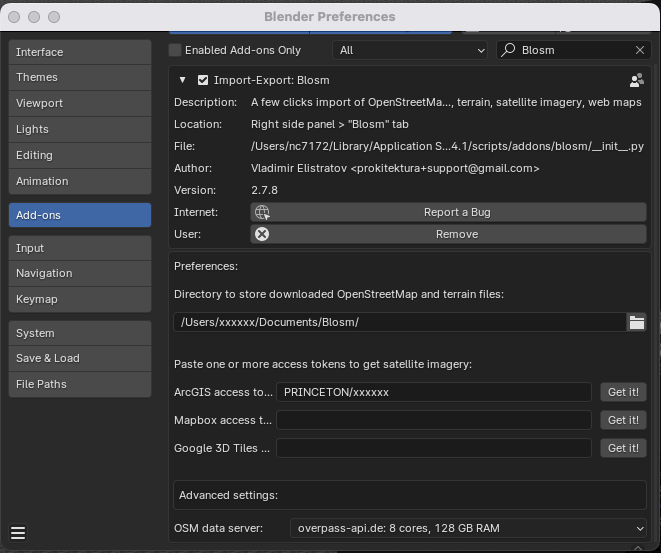 Blender Preferences
Interface
Themes
Viewport
Lights
Editing
Animation
Add-ons
Input
Navigation
Keymap
System
Save & Load
File Paths
Enabled Add-ons Only
All
Blosm
Import-Export: Blosm
Description: A few clicks import of OpenStreetMa..., terrain, satellite imagery, web maps
Location: Right side panel > "Blosm" tab
File: /Users/nc7172/Library/Application S...4.1/scripts/addons/blosm/__init__.py
Author: Vladimir Elistratov <prokitektura+support@gmail.com>
Version: 2.7.8
Internet: Report a Bug
User: Remove
Preferences:
Directory to store downloaded OpenStreetMap and terrain files:
/Users/xxxxxx/Documents/Blosm/
Paste one or more access tokens to get satellite imagery:
ArcGIS access to... PRINCETON/xxxxxx Get it!
Mapbox access t... Get it!
Google 3D Tiles ... Get it!
Advanced settings:
OSM data server: overpass-api.de: 8 cores, 128 GB RAM